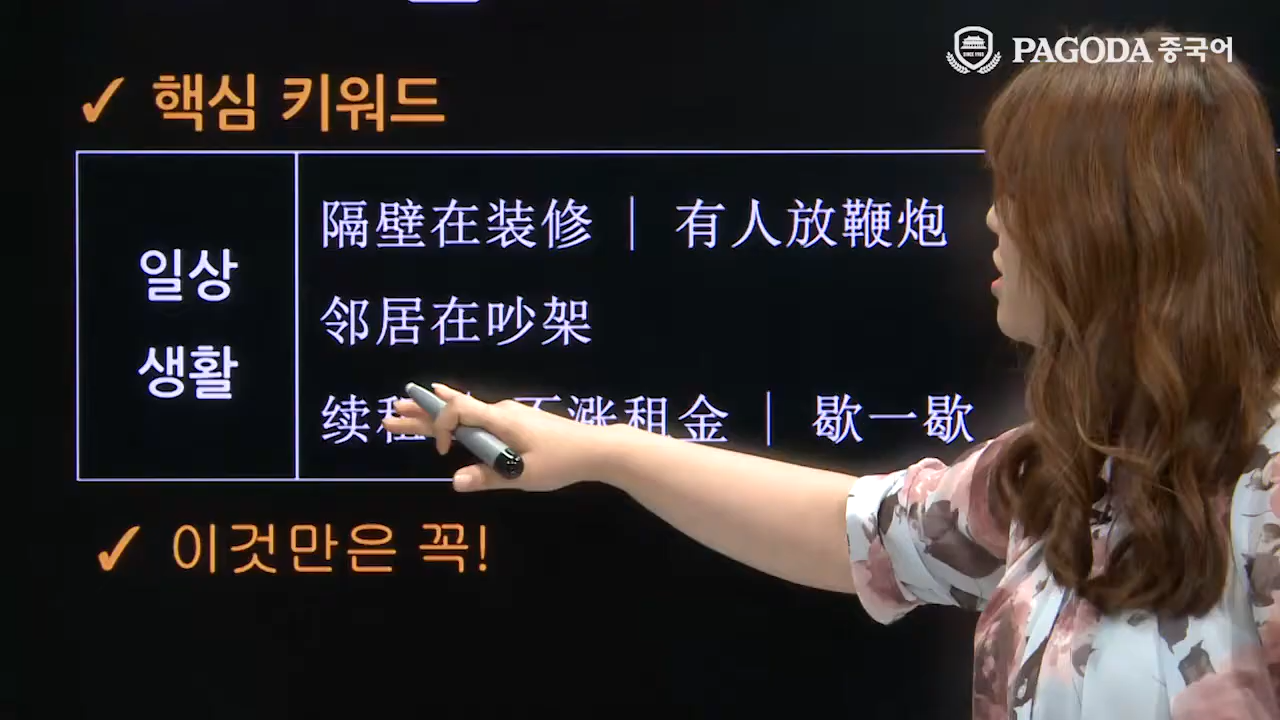 PAGODA 중국어
✓ 핵심 키워드
일상
생활
隔壁在装修 | 有人放鞭炮
邻居在吵架
续租 不涨租金 | 歇一歇
✓ 이것만은 꼭!